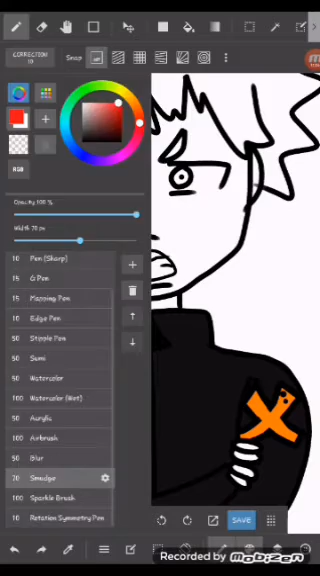 CORRECTION
10
Snap
RGB
Opacity 100 %
Width 70 px
10 Pen (Sharp)
15 G Pen
15 Mapping Pen
10 Edge Pen
50 Stipple Pen
50 Sumi
50 Watercolor
100 Watercolor (Wet)
50 Acrylic
100 Airbrush
50 Blur
70 Smudge
100 Sparkle Brush
10 Rotation Symmetry Pen
SAVE
Recorded by mobizen